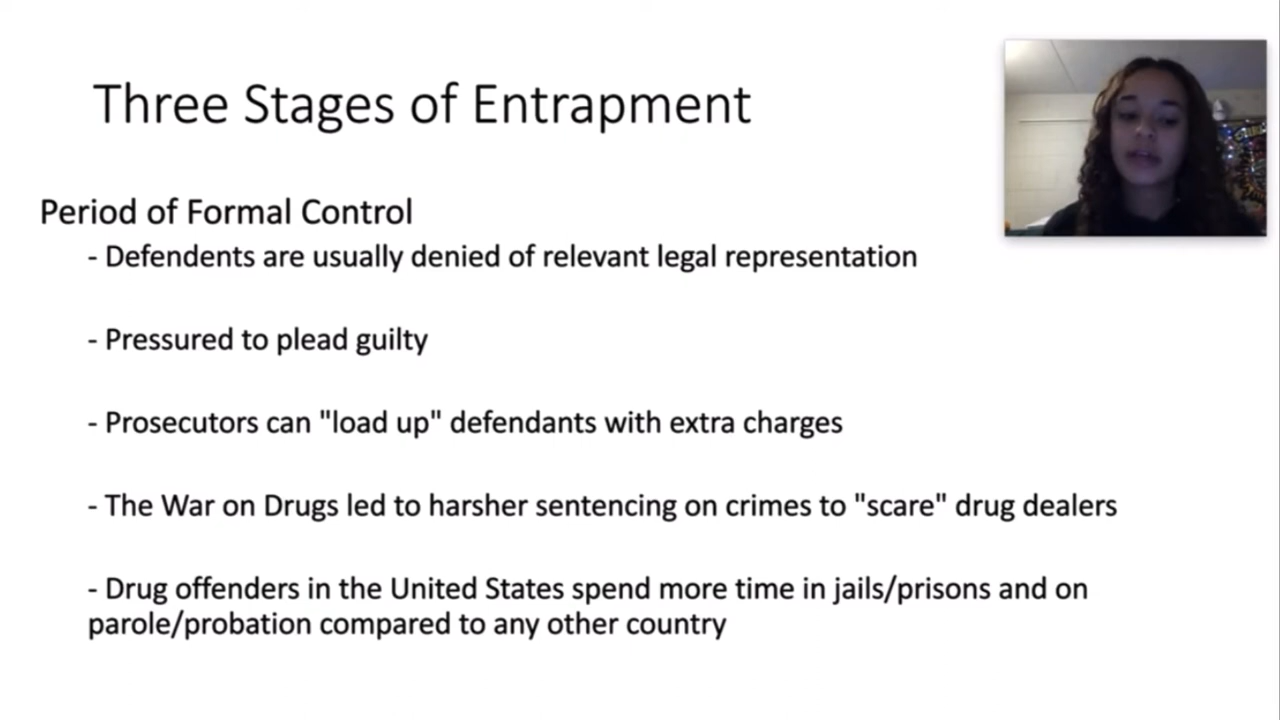 Three Stages of Entrapment
Period of Formal Control
- Defendents are usually denied of relevant legal representation
- Pressured to plead guilty
- Prosecutors can "load up" defendants with extra charges
- The War on Drugs led to harsher sentencing on crimes to "scare" drug dealers
- Drug offenders in the United States spend more time in jails/prisons and on
parole/probation compared to any other country